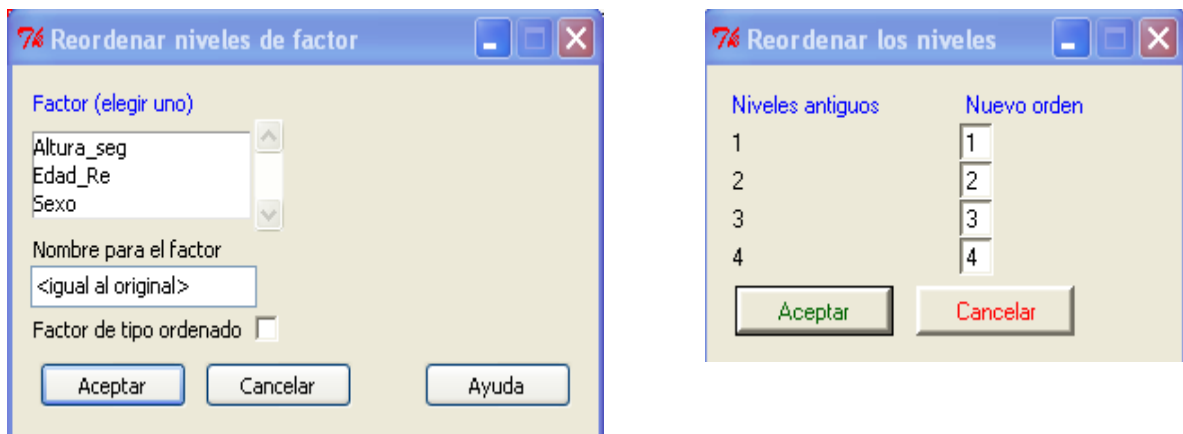 Reordenar niveles de factor
Factor (elegir uno)
Altura_seg
Edad_Re
Sexo
Nombre para el factor
<igual al original>
Factor de tipo ordenado
Aceptar Cancelar Ayuda
Reordenar los niveles
Niveles antiguos Nuevo orden
1 1
2 2
3 3
4 4
Aceptar Cancelar